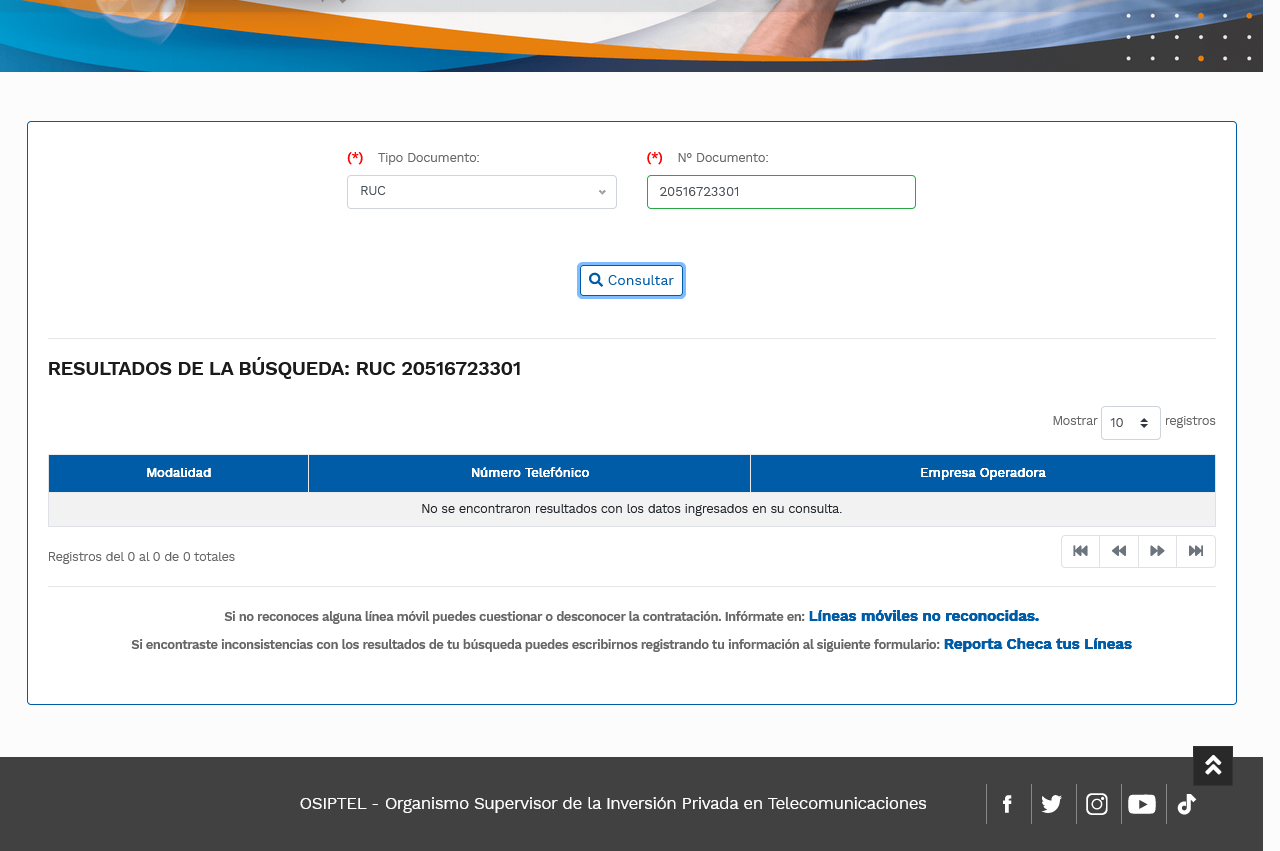 (*) Tipo Documento: (*) N° Documento:
RUC 20516723301
Consultar
RESULTADOS DE LA BÚSQUEDA: RUC 20516723301
Mostrar 10 registros
Modalidad Número Telefónico Empresa Operadora
No se encontraron resultados con los datos ingresados en su consulta.
Registros del 0 al 0 de 0 totales
Si no reconoces alguna línea móvil puedes cuestionar o desconocer la contratación. Infórmate en: Líneas móviles no reconocidas.
Si encontraste inconsistencias con los resultados de tu búsqueda puedes escribirnos registrando tu información al siguiente formulario: Reporta Checa tus Líneas
OSIPTEL - Organismo Supervisor de la Inversión Privada en Telecomunicaciones